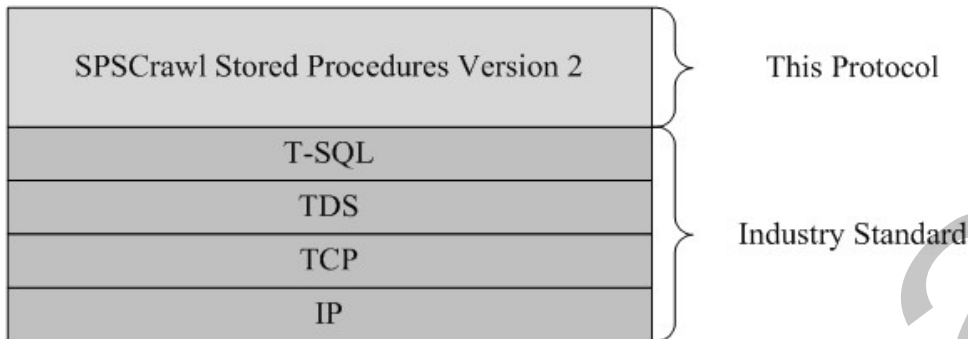 SPSCrawl Stored Procedures Version 2
This Protocol
T-SQL
TDS
TCP
IP
Industry Standard